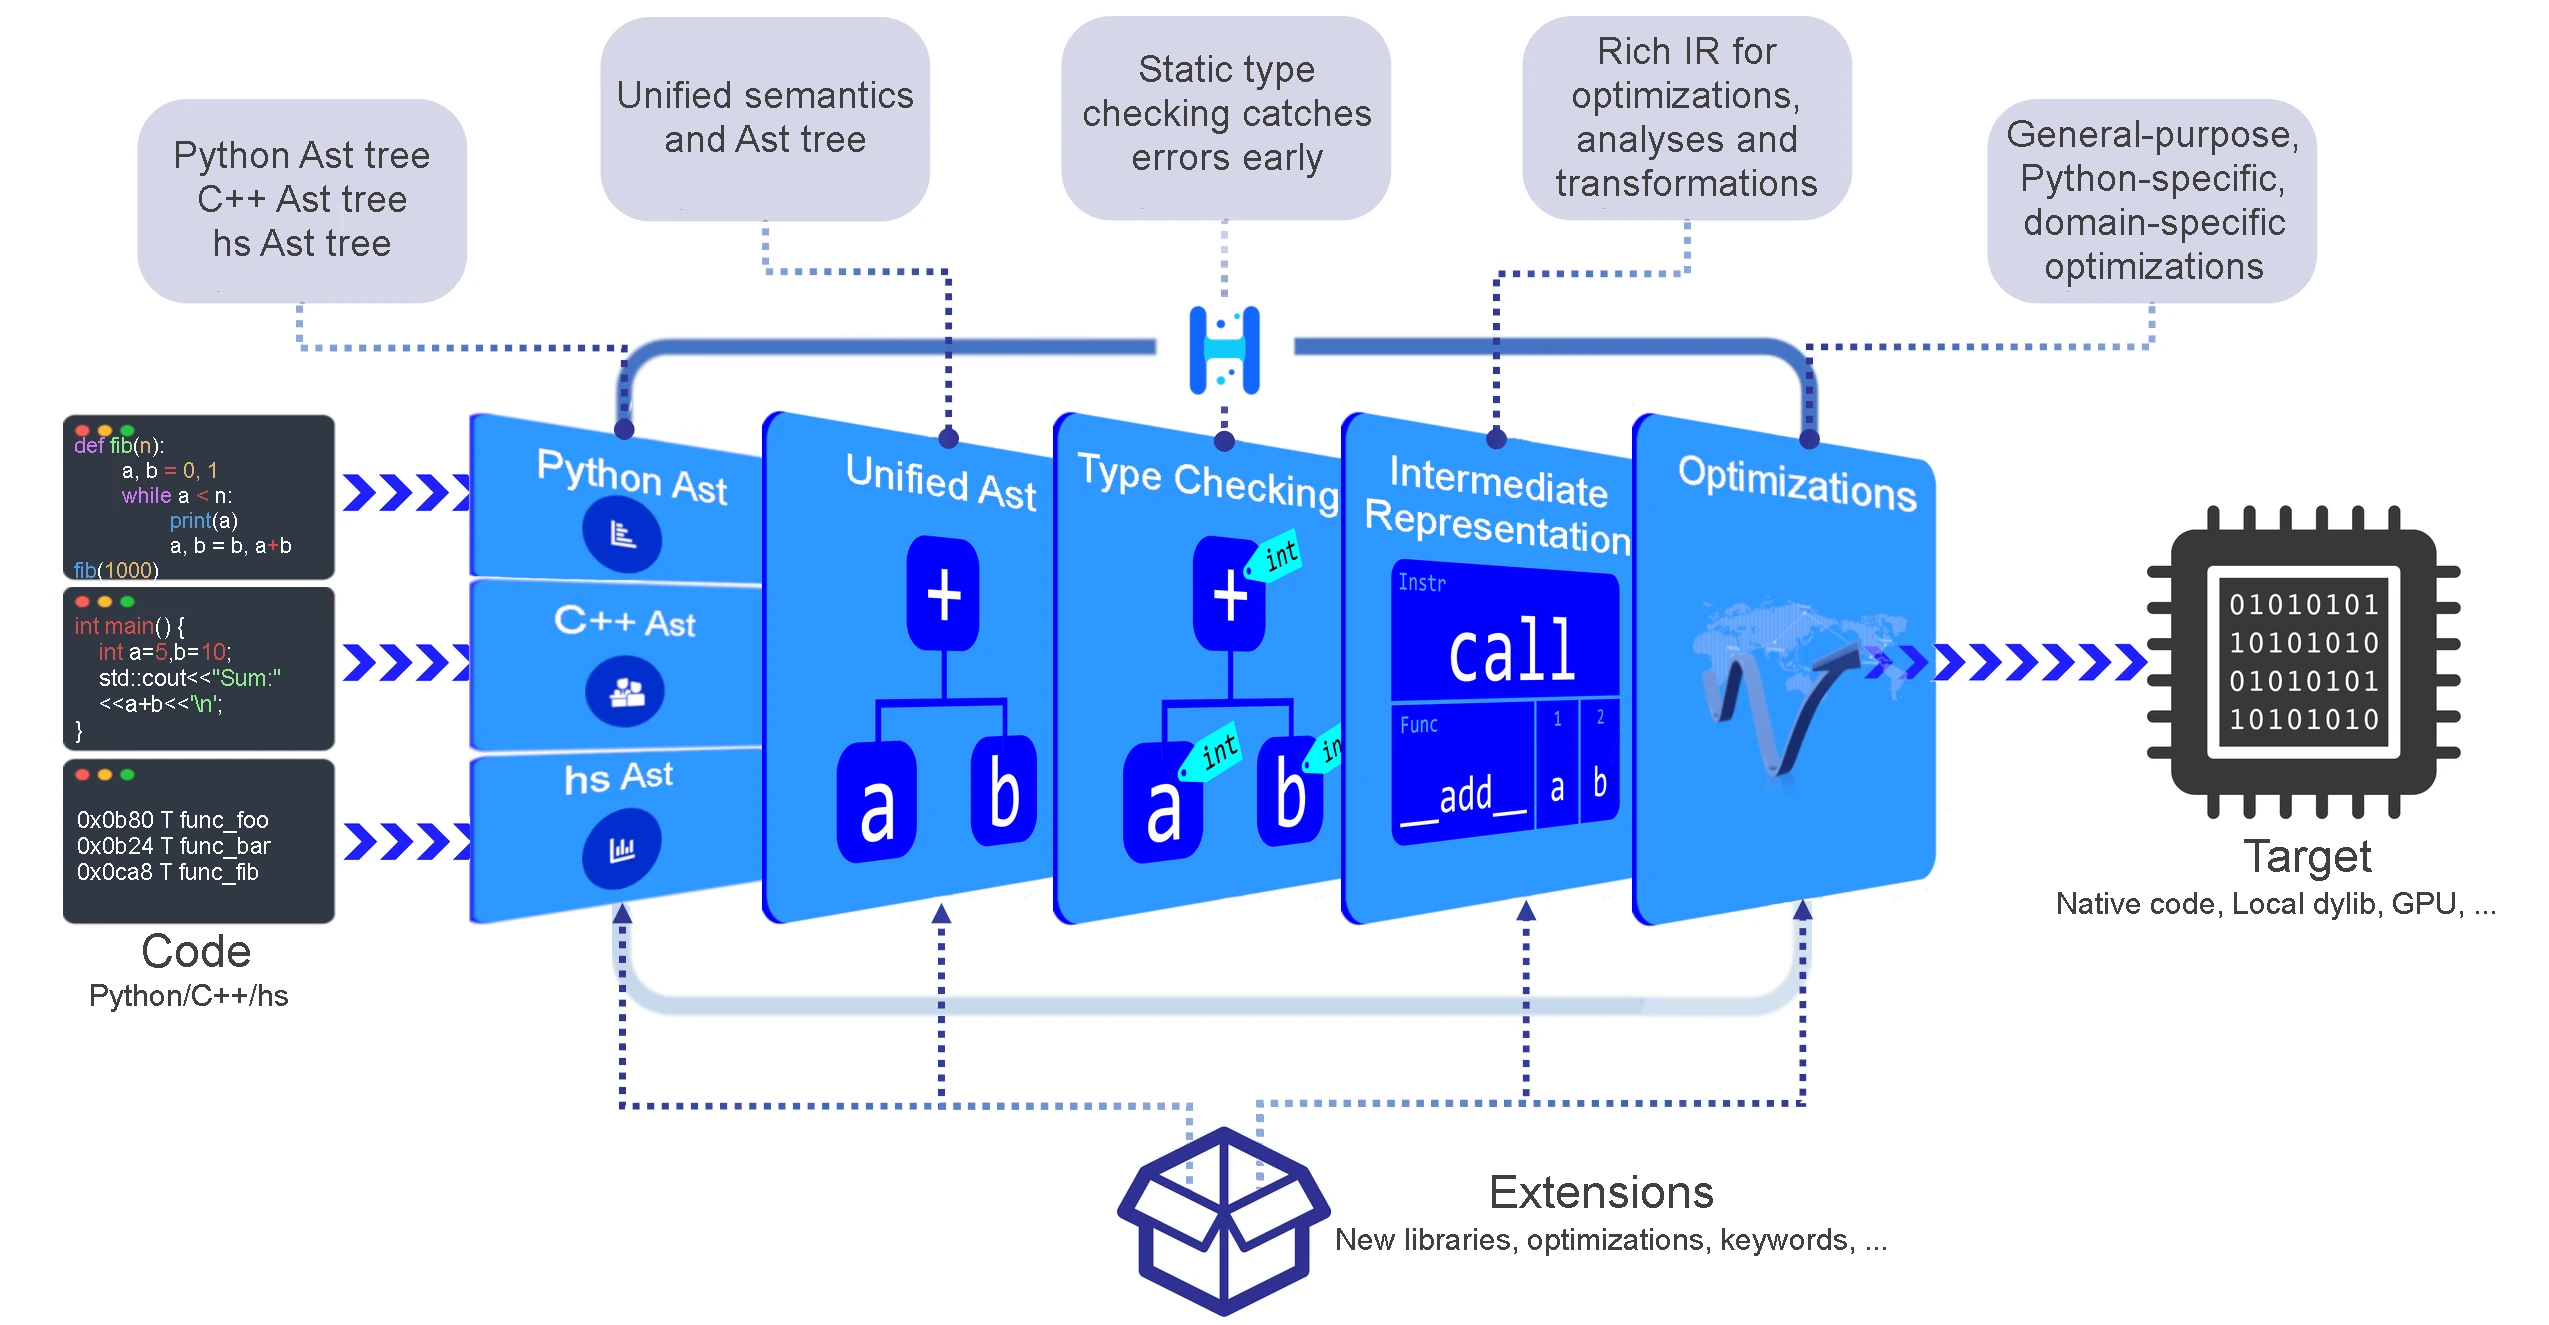 Python Ast tree
C++ Ast tree
hs Ast tree
Unified semantics
and Ast tree
Static type
checking catches
errors early
Rich IR for
optimizations,
analyses and
transformations
General-purpose,
Python-specific,
domain-specific
optimizations
def fib(n):
a, b = 0, 1
while a < n:
print(a)
a, b = b, a+b
fib(1000)
int main() {
int a=5,b=10;
std::cout<<"Sum:"
<<a+b<<'\n';
}
0x0b80 T func_foo
0x0b24 T func_bar
0x0ca8 T func_fib
Code
Python/C++/hs
Python Ast
C++ Ast
hs Ast
Unified Ast
+
a
b
Type Checking
+
int
a
int
b
in
Intermediate
Representation
Instr
call
Func
1
2
__add__
a
b
Optimizations
01010101
10101010
01010101
10101010
Target
Native code, Local dylib, GPU, ...
Extensions
New libraries, optimizations, keywords, ...